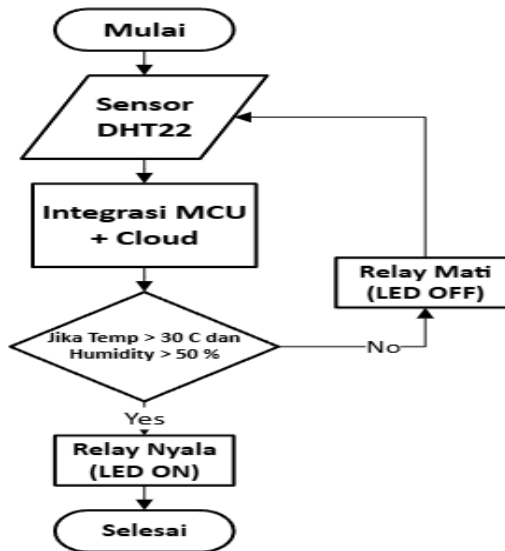 Mulai
Sensor
DHT22
Integrasi MCU
+ Cloud
Jika Temp > 30 C dan
Humidity > 50 %
No
Relay Mati
(LED OFF)
Yes
Relay Nyala
(LED ON)
Selesai